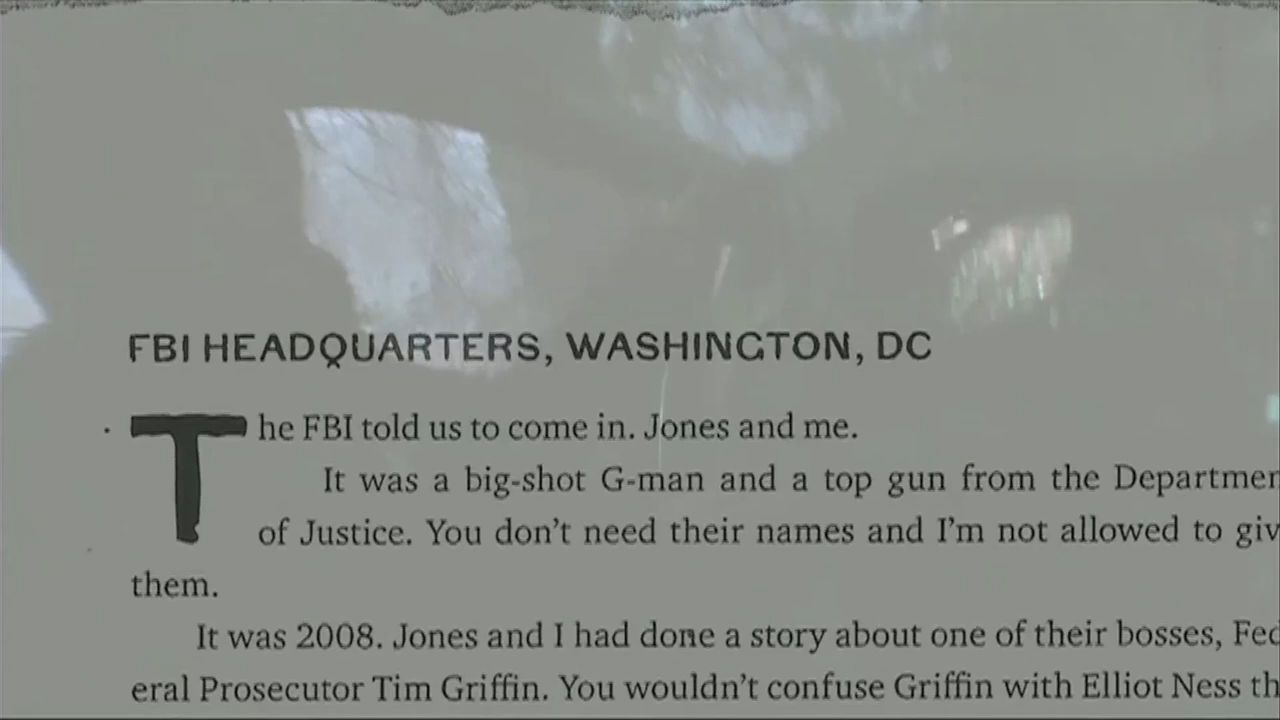 FBI HEADQUARTERS, WASHINGTON, DC
The FBI told us to come in. Jones and me.
It was a big-shot G-man and a top gun from the Departmen
of Justice. You don't need their names and I'm not allowed to giv
them.
It was 2008. Jones and I had done a story about one of their bosses, Fed
eral Prosecutor Tim Griffin. You wouldn't confuse Griffin with Elliot Ness th